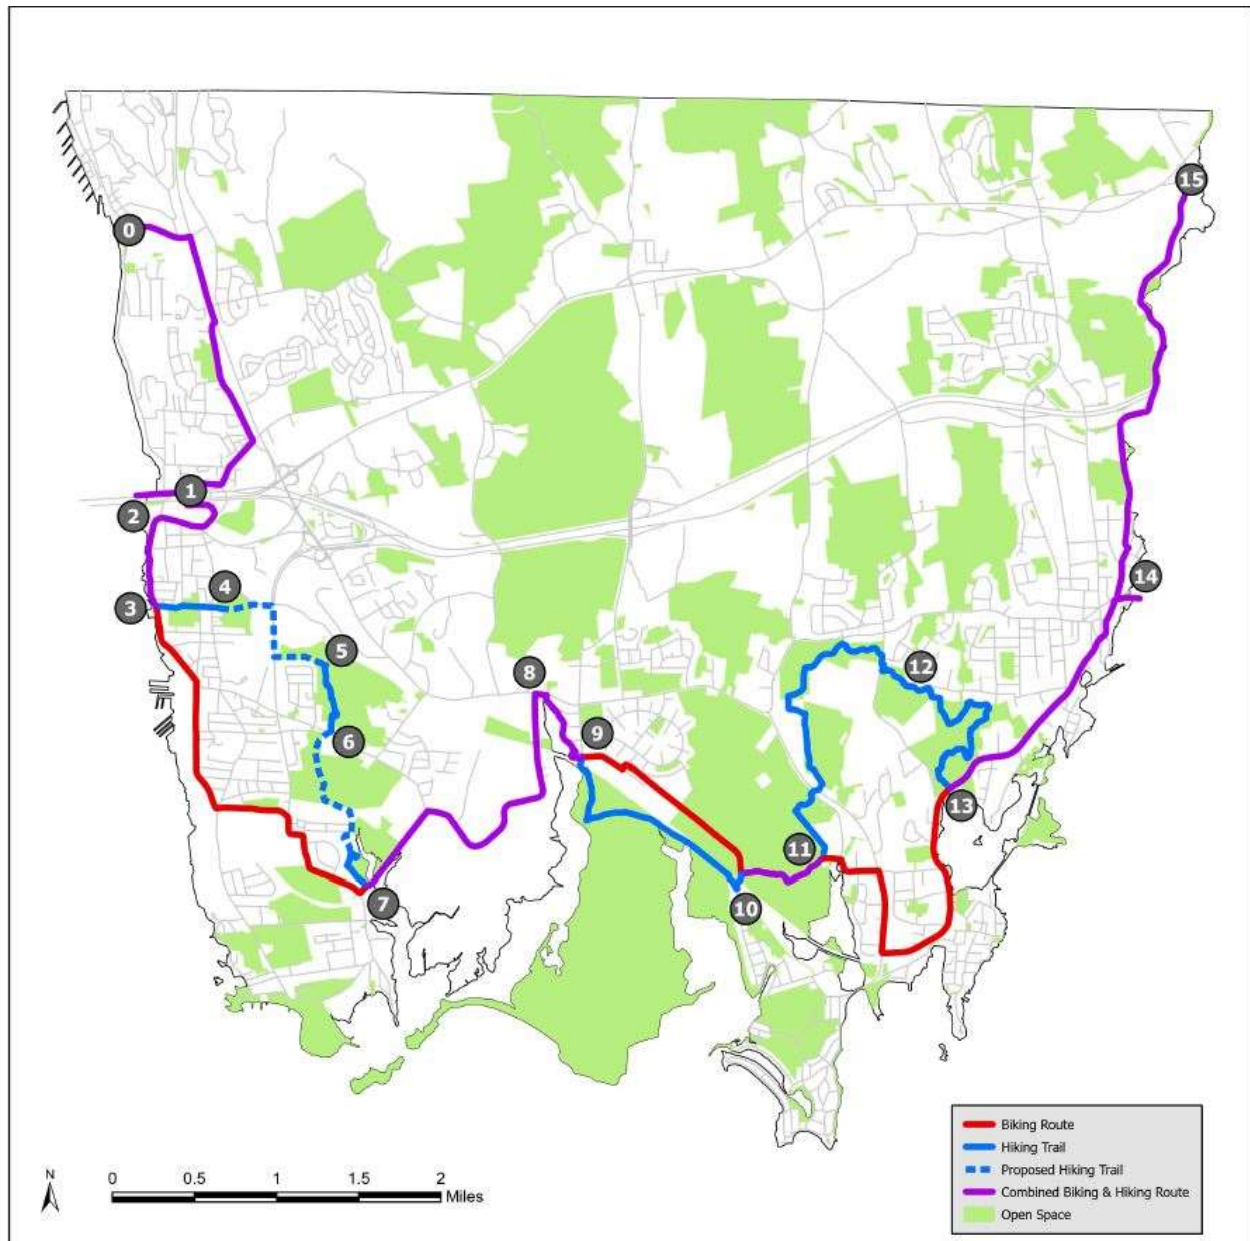 15
0
1
2
14
4
3
5
12
8
6
9
13
11
7
10
Biking Route
Hiking Trail
Proposed Hiking Trail
Combined Biking & Hiking Route
Open Space
N
0 0.5 1 1.5 2
Miles